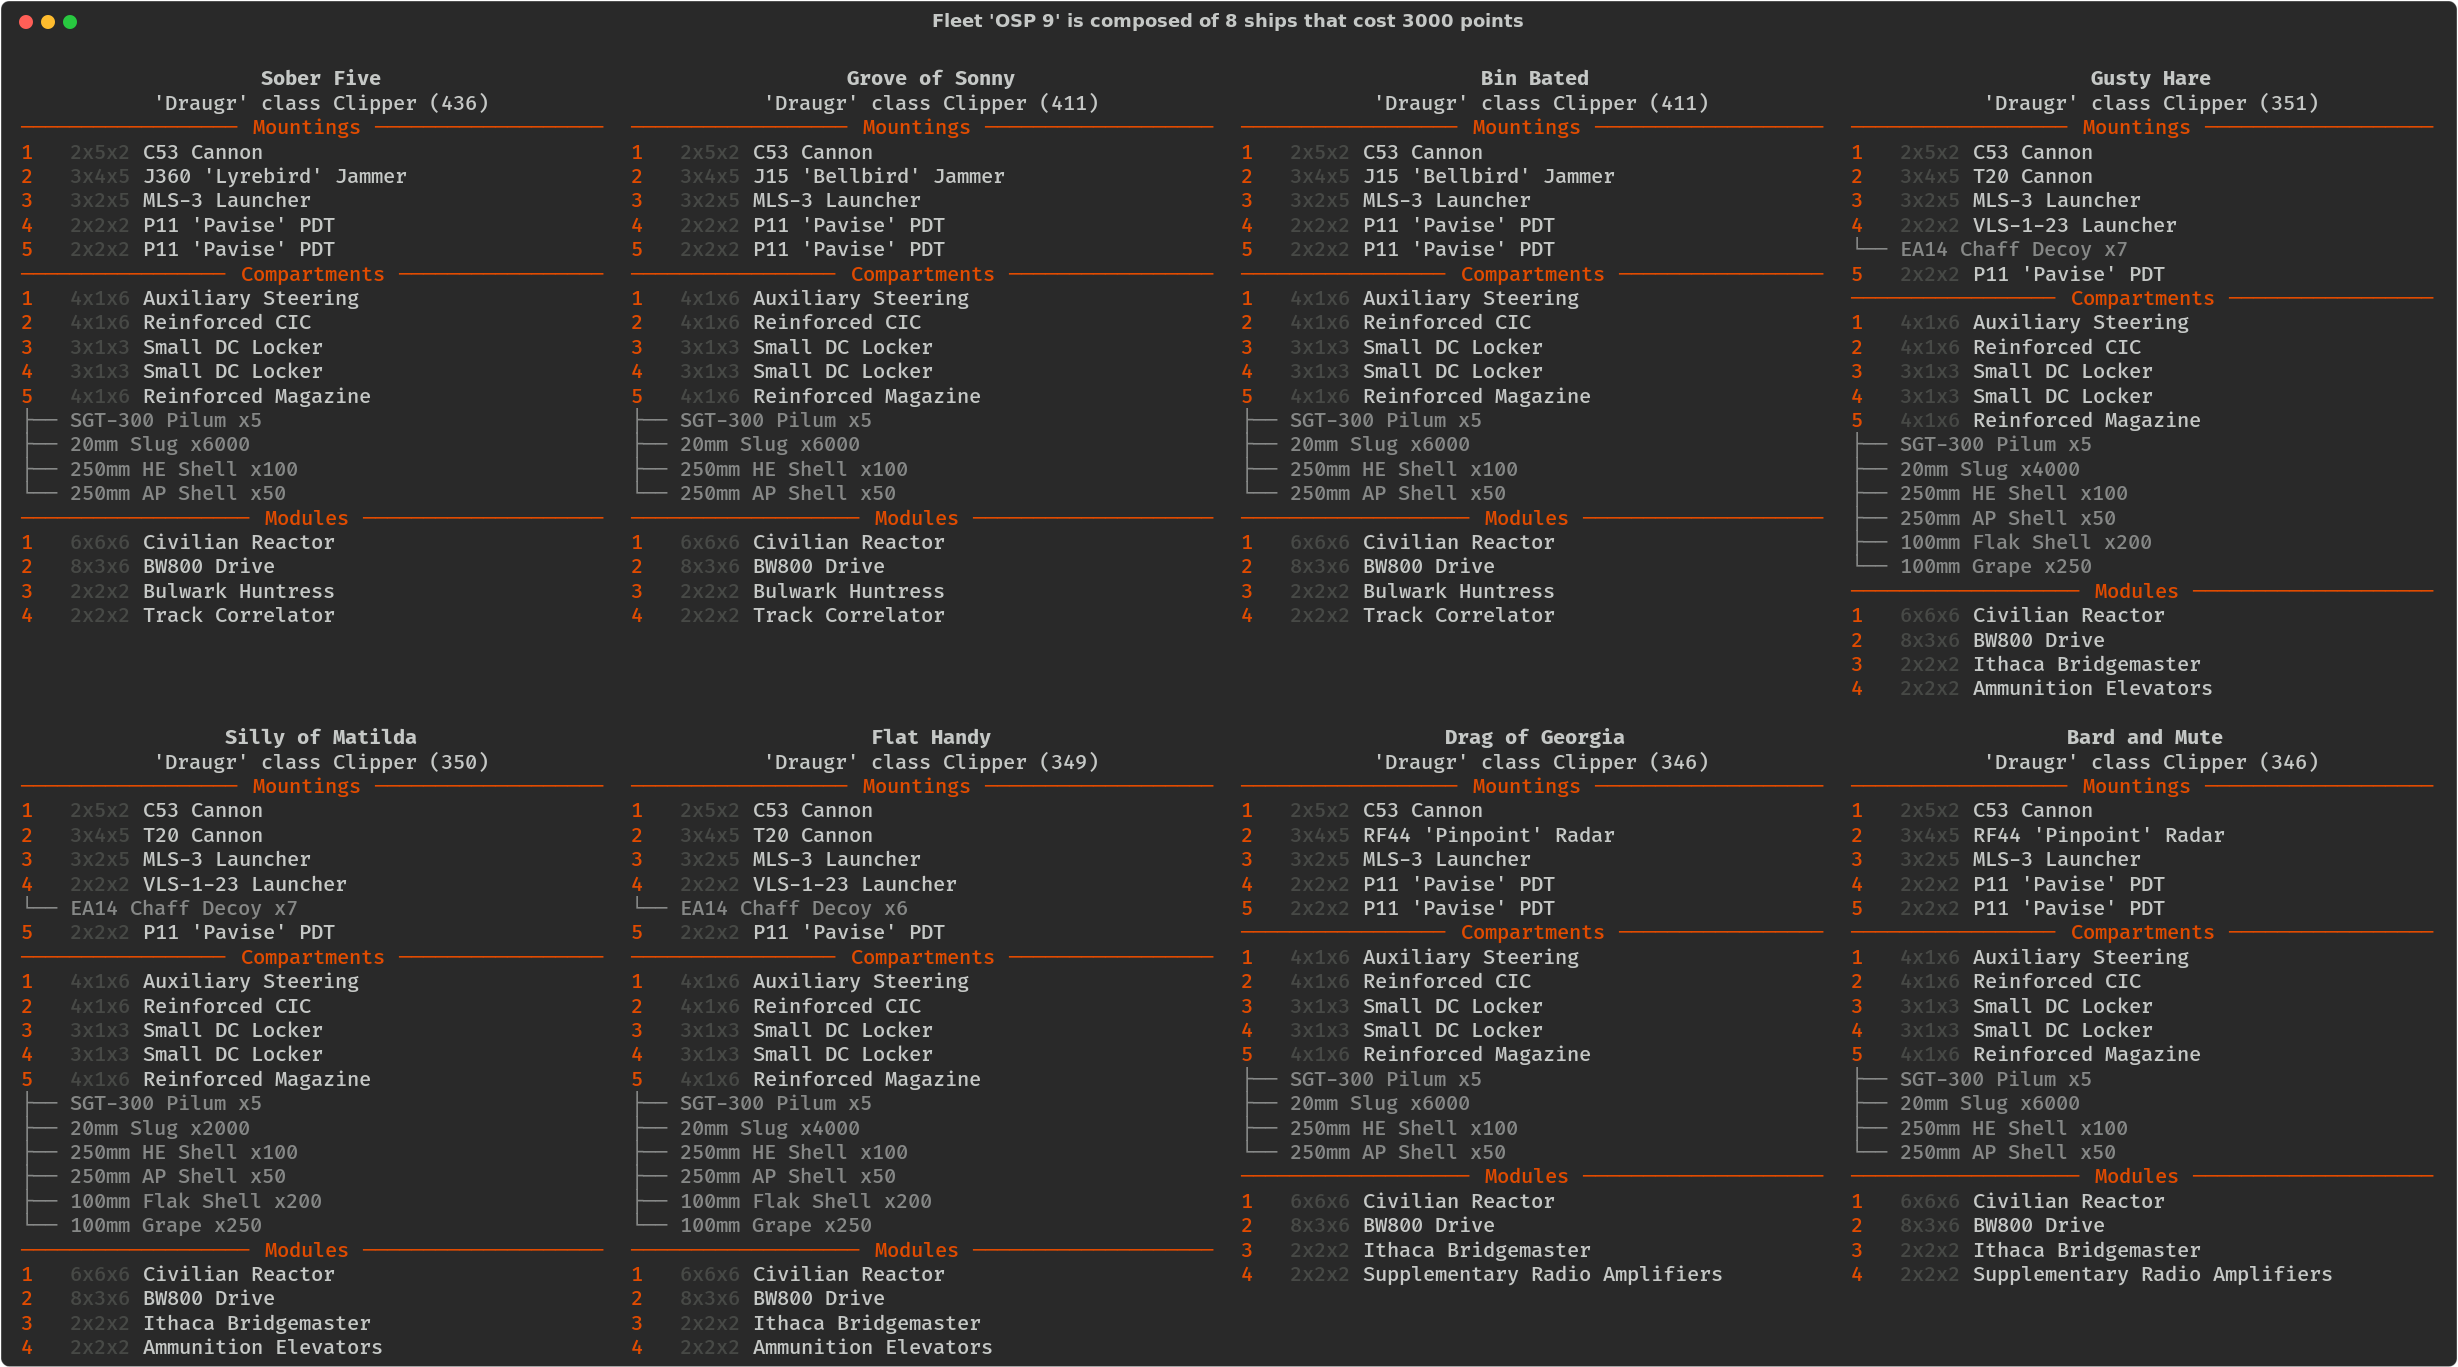 Fleet 'OSP 9' is composed of 8 ships that cost 3000 points
Sober Five
'Draugr' class Clipper (436)
Mountings
1 2x5x2 C53 Cannon
2 3x4x5 J360 'Lyrebird' Jammer
3 3x2x5 MLS-3 Launcher
4 2x2x2 P11 'Pavise' PDT
5 2x2x2 P11 'Pavise' PDT
Compartments
1 4x1x6 Auxiliary Steering
2 4x1x6 Reinforced CIC
3 3x1x3 Small DC Locker
4 3x1x3 Small DC Locker
5 4x1x6 Reinforced Magazine
SGT-300 Pilum x5
20mm Slug x6000
250mm HE Shell x100
250mm AP Shell x50
Modules
1 6x6x6 Civilian Reactor
2 8x3x6 BW800 Drive
3 2x2x2 Bulwark Huntress
4 2x2x2 Track Correlator
Grove of Sonny
'Draugr' class Clipper (411)
Mountings
1 2x5x2 C53 Cannon
2 3x4x5 J15 'Bellbird' Jammer
3 3x2x5 MLS-3 Launcher
4 2x2x2 P11 'Pavise' PDT
5 2x2x2 P11 'Pavise' PDT
Compartments
1 4x1x6 Auxiliary Steering
2 4x1x6 Reinforced CIC
3 3x1x3 Small DC Locker
4 3x1x3 Small DC Locker
5 4x1x6 Reinforced Magazine
SGT-300 Pilum x5
20mm Slug x6000
250mm HE Shell x100
250mm AP Shell x50
Modules
1 6x6x6 Civilian Reactor
2 8x3x6 BW800 Drive
3 2x2x2 Bulwark Huntress
4 2x2x2 Track Correlator
Bin Bated
'Draugr' class Clipper (411)
Mountings
1 2x5x2 C53 Cannon
2 3x4x5 J15 'Bellbird' Jammer
3 3x2x5 MLS-3 Launcher
4 2x2x2 P11 'Pavise' PDT
5 2x2x2 P11 'Pavise' PDT
Compartments
1 4x1x6 Auxiliary Steering
2 4x1x6 Reinforced CIC
3 3x1x3 Small DC Locker
4 3x1x3 Small DC Locker
5 4x1x6 Reinforced Magazine
SGT-300 Pilum x5
20mm Slug x6000
250mm HE Shell x100
250mm AP Shell x50
Modules
1 6x6x6 Civilian Reactor
2 8x3x6 BW800 Drive
3 2x2x2 Bulwark Huntress
4 2x2x2 Track Correlator
Gusty Hare
'Draugr' class Clipper (351)
Mountings
1 2x5x2 C53 Cannon
2 3x4x5 T20 Cannon
3 3x2x5 MLS-3 Launcher
4 2x2x2 VLS-1-23 Launcher
EA14 Chaff Decoy x7
5 2x2x2 P11 'Pavise' PDT
Compartments
1 4x1x6 Auxiliary Steering
2 4x1x6 Reinforced CIC
3 3x1x3 Small DC Locker
4 3x1x3 Small DC Locker
5 4x1x6 Reinforced Magazine
SGT-300 Pilum x5
20mm Slug x4000
250mm HE Shell x100
250mm AP Shell x50
100mm Flak Shell x200
100mm Grape x250
Modules
1 6x6x6 Civilian Reactor
2 8x3x6 BW800 Drive
3 2x2x2 Ithaca Bridgemaster
4 2x2x2 Ammunition Elevators
Silly of Matilda
'Draugr' class Clipper (350)
Mountings
1 2x5x2 C53 Cannon
2 3x4x5 T20 Cannon
3 3x2x5 MLS-3 Launcher
4 2x2x2 VLS-1-23 Launcher
EA14 Chaff Decoy x7
5 2x2x2 P11 'Pavise' PDT
Compartments
1 4x1x6 Auxiliary Steering
2 4x1x6 Reinforced CIC
3 3x1x3 Small DC Locker
4 3x1x3 Small DC Locker
5 4x1x6 Reinforced Magazine
SGT-300 Pilum x5
20mm Slug x2000
250mm HE Shell x100
250mm AP Shell x50
100mm Flak Shell x200
100mm Grape x250
Modules
1 6x6x6 Civilian Reactor
2 8x3x6 BW800 Drive
3 2x2x2 Ithaca Bridgemaster
4 2x2x2 Ammunition Elevators
Flat Handy
'Draugr' class Clipper (349)
Mountings
1 2x5x2 C53 Cannon
2 3x4x5 T20 Cannon
3 3x2x5 MLS-3 Launcher
4 2x2x2 VLS-1-23 Launcher
EA14 Chaff Decoy x6
5 2x2x2 P11 'Pavise' PDT
Compartments
1 4x1x6 Auxiliary Steering
2 4x1x6 Reinforced CIC
3 3x1x3 Small DC Locker
4 3x1x3 Small DC Locker
5 4x1x6 Reinforced Magazine
SGT-300 Pilum x5
20mm Slug x4000
250mm HE Shell x100
250mm AP Shell x50
100mm Flak Shell x200
100mm Grape x250
Modules
1 6x6x6 Civilian Reactor
2 8x3x6 BW800 Drive
3 2x2x2 Ithaca Bridgemaster
4 2x2x2 Ammunition Elevators
Drag of Georgia
'Draugr' class Clipper (346)
Mountings
1 2x5x2 C53 Cannon
2 3x4x5 RF44 'Pinpoint' Radar
3 3x2x5 MLS-3 Launcher
4 2x2x2 P11 'Pavise' PDT
5 2x2x2 P11 'Pavise' PDT
Compartments
1 4x1x6 Auxiliary Steering
2 4x1x6 Reinforced CIC
3 3x1x3 Small DC Locker
4 3x1x3 Small DC Locker
5 4x1x6 Reinforced Magazine
SGT-300 Pilum x5
20mm Slug x6000
250mm HE Shell x100
250mm AP Shell x50
Modules
1 6x6x6 Civilian Reactor
2 8x3x6 BW800 Drive
3 2x2x2 Ithaca Bridgemaster
4 2x2x2 Supplementary Radio Amplifiers
Bard and Mute
'Draugr' class Clipper (346)
Mountings
1 2x5x2 C53 Cannon
2 3x4x5 RF44 'Pinpoint' Radar
3 3x2x5 MLS-3 Launcher
4 2x2x2 P11 'Pavise' PDT
5 2x2x2 P11 'Pavise' PDT
Compartments
1 4x1x6 Auxiliary Steering
2 4x1x6 Reinforced CIC
3 3x1x3 Small DC Locker
4 3x1x3 Small DC Locker
5 4x1x6 Reinforced Magazine
SGT-300 Pilum x5
20mm Slug x6000
250mm HE Shell x100
250mm AP Shell x50
Modules
1 6x6x6 Civilian Reactor
2 8x3x6 BW800 Drive
3 2x2x2 Ithaca Bridgemaster
4 2x2x2 Supplementary Radio Amplifiers